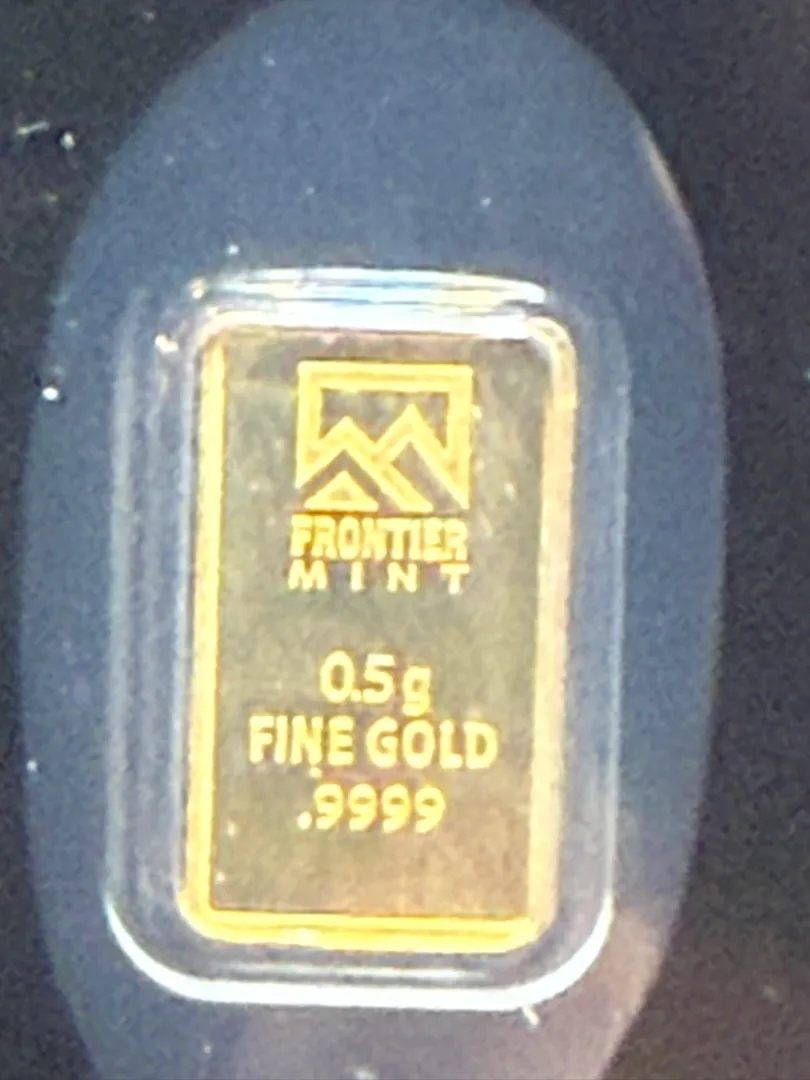 FRONTIER
MINT
0.5g
FINE GOLD
.9999